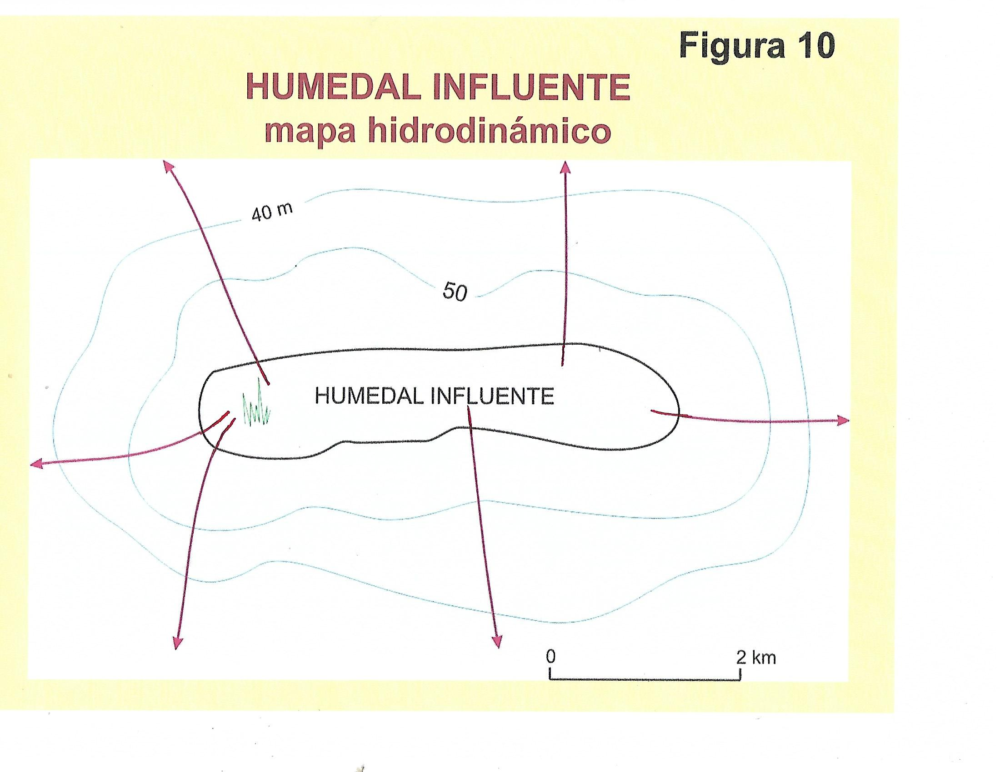 Figura 10
HUMEDAL INFLUENTE
mapa hidrodinámico
40 m
50
HUMEDAL INFLUENTE
0
2 km